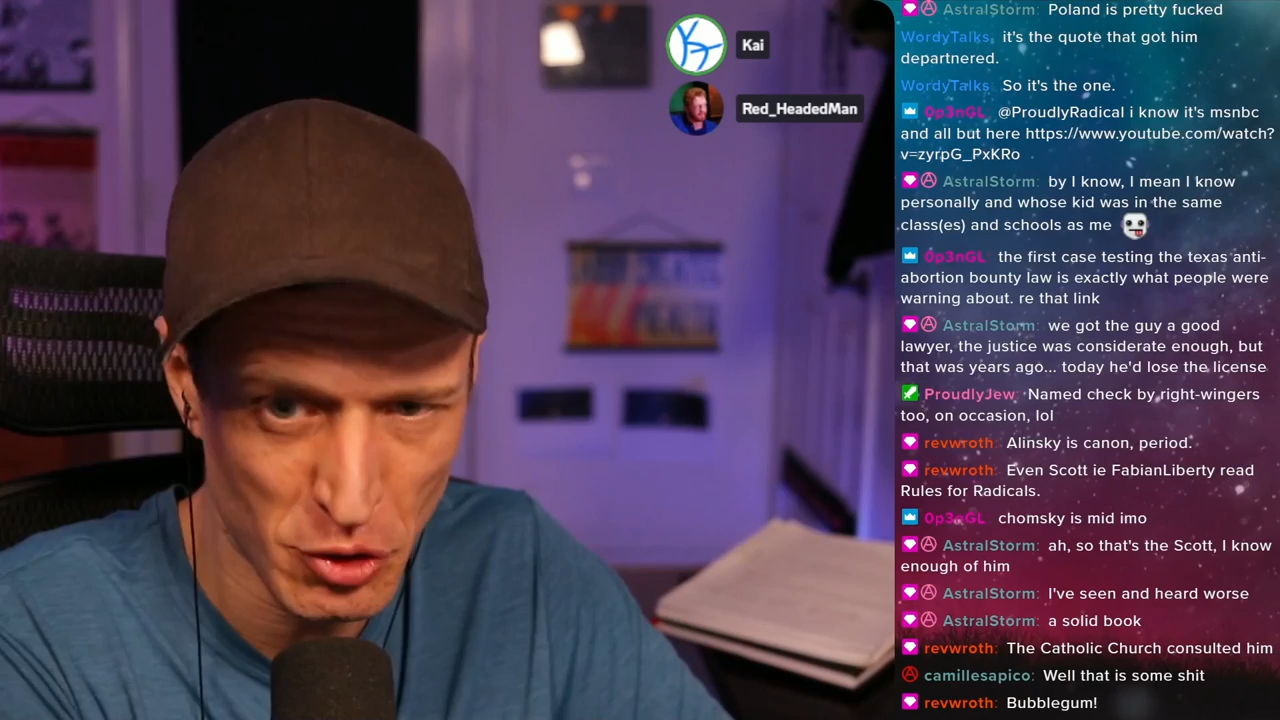 Kai
Red_HeadedMan
AstralStorm: Poland is pretty fucked
WordyTalks: it's the quote that got him
departnered.
WordyTalks: So it's the one.
0p3nGL: @ProudlyRadical i know it's msnbc
and all but here https://www.youtube.com/watch?
v=zyrpG_PxKRo
AstralStorm: by I know, I mean I know
personally and whose kid was in the same
class(es) and schools as me
0p3nGL: the first case testing the texas anti-
abortion bounty law is exactly what people were
warning about. re that link
AstralStorm: we got the guy a good
lawyer, the justice was considerate enough, but
that was years ago... today he'd lose the license
ProudlyJew: Named check by right-wingers
too, on occasion, lol
revwroth: Alinsky is canon, period.
revwroth: Even Scott ie FabianLiberty read
Rules for Radicals.
0p3nGL: chomsky is mid imo
AstralStorm: ah, so that's the Scott, I know
enough of him
AstralStorm: I've seen and heard worse
AstralStorm: a solid book
revwroth: The Catholic Church consulted him
camillesapico: Well that is some shit
revwroth: Bubblegum!